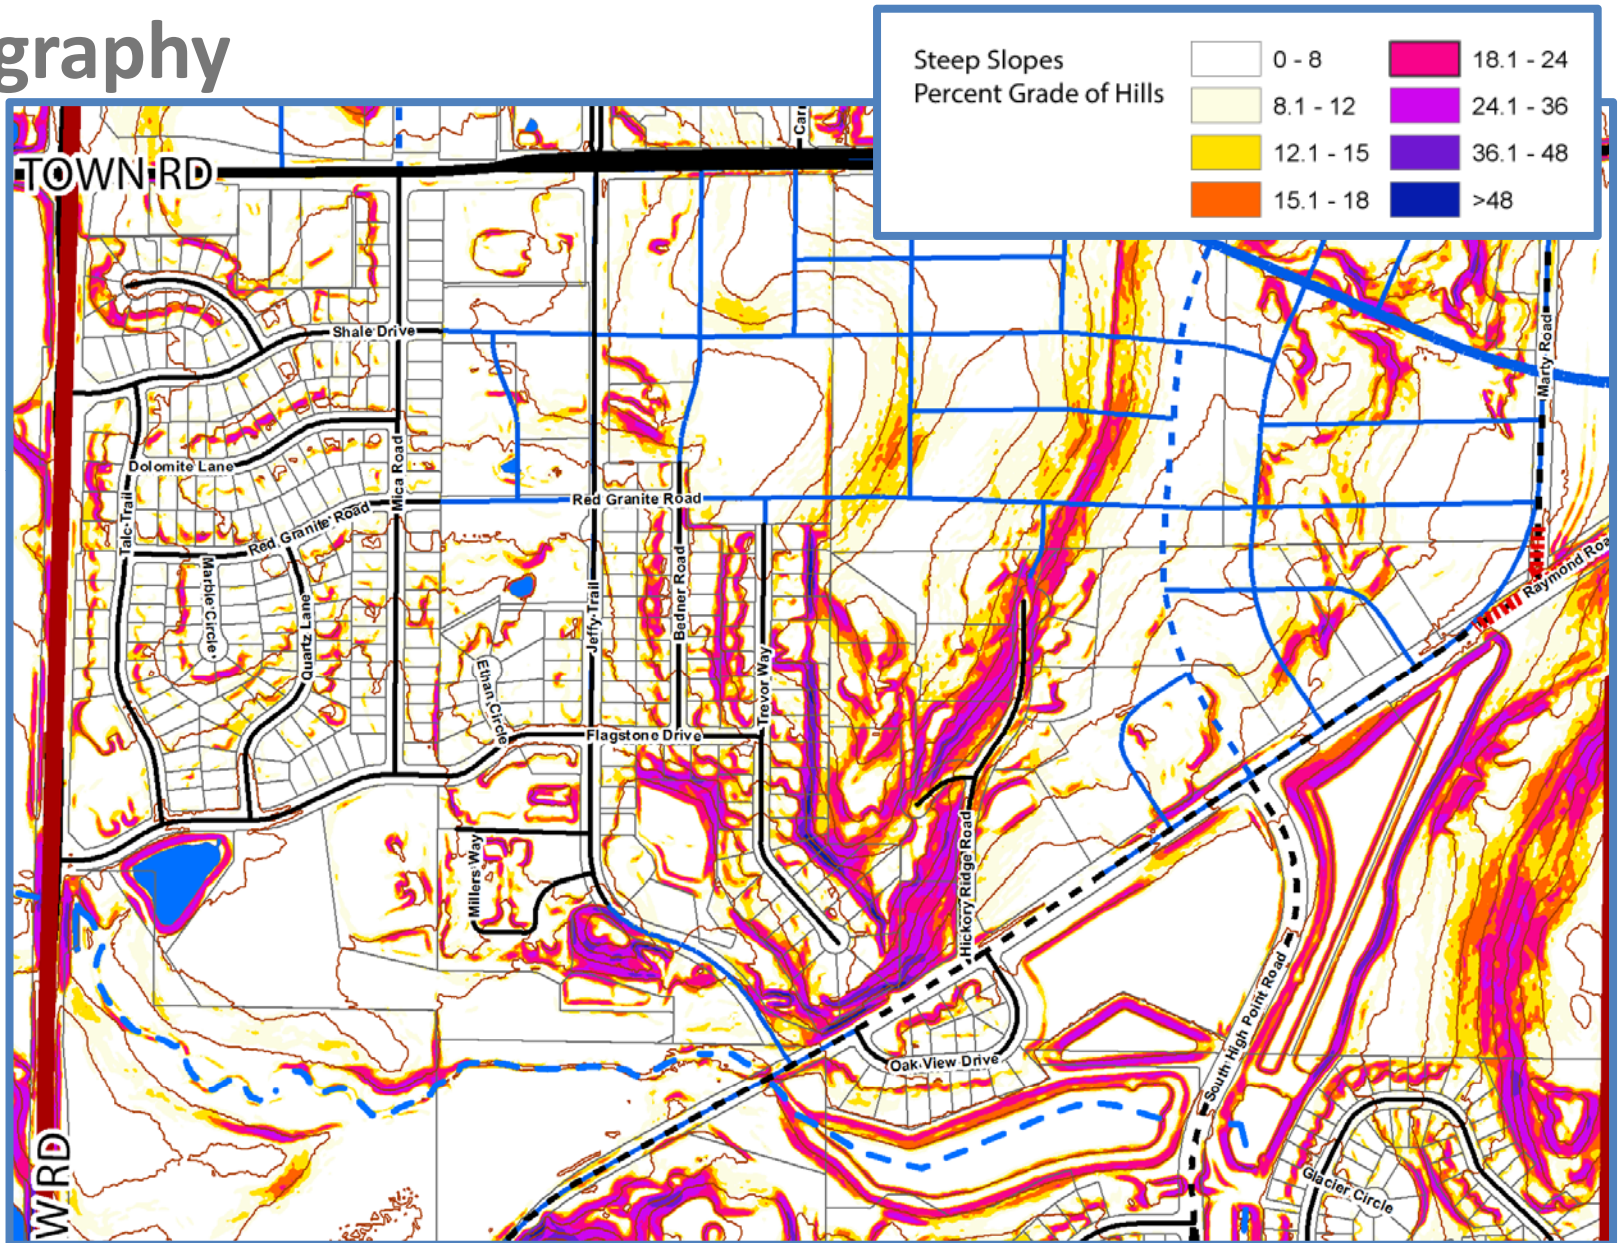 graphy
Steep Slopes
Percent Grade of Hills
0 - 8
8.1 - 12
12.1 - 15
15.1 - 18
18.1 - 24
24.1 - 36
36.1 - 48
>48
TOWN RD
Shale Drive
Marty Road
Dolomite Lane
Mica Road
Talc Trail
Red Granite Road
Red Granite Road
Raymond Roa
Marble Circle
Quartz Lane
Jeffy Trail
Bedner Road
Trevor Way
Ethan Circle
Flagstone Drive
Millers Way
Hickory Ridge Road
South High Point Road
Oak View Drive
Glacier Circle
W RD